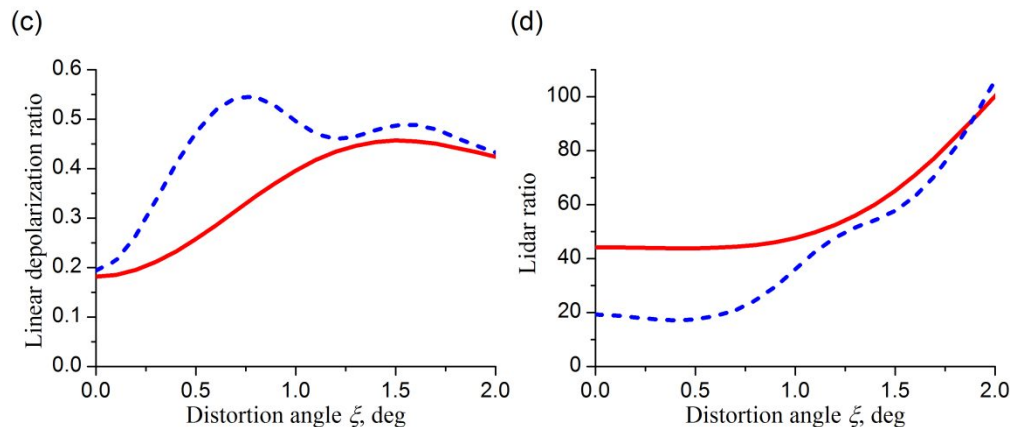 (c)
Linear depolarization ratio
0.6
0.5
0.4
0.3
0.2
0.1
0.0
0.0 0.5 1.0 1.5 2.0
Distortion angle ξ, deg
(d)
Lidar ratio
100
80
60
40
20
0
0.0 0.5 1.0 1.5 2.0
Distortion angle ξ, deg